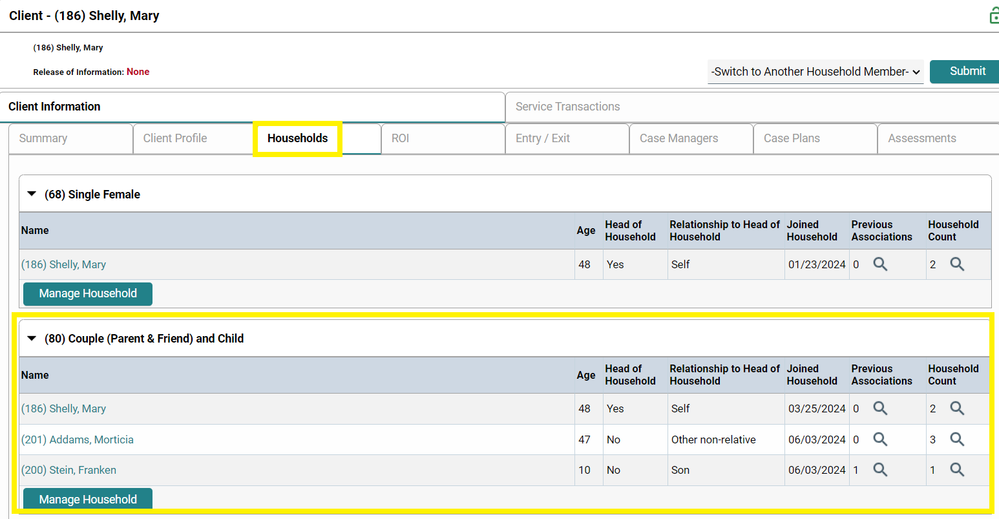 Client - (186) Shelly, Mary
(186) Shelly, Mary
Release of Information: None
-Switch to Another Household Member- Submit
Client Information Service Transactions
Summary Client Profile Households ROI Entry / Exit Case Managers Case Plans Assessments
(68) Single Female
Name Age Head of Household Relationship to Head of Household Joined Household Previous Associations Household Count
(186) Shelly, Mary 48 Yes Self 01/23/2024 0 2
Manage Household
(80) Couple (Parent & Friend) and Child
Name Age Head of Household Relationship to Head of Household Joined Household Previous Associations Household Count
(186) Shelly, Mary 48 Yes Self 03/25/2024 0 2
(201) Addams, Morticia 47 No Other non-relative 06/03/2024 0 3
(200) Stein, Franken 10 No Son 06/03/2024 1 1
Manage Household